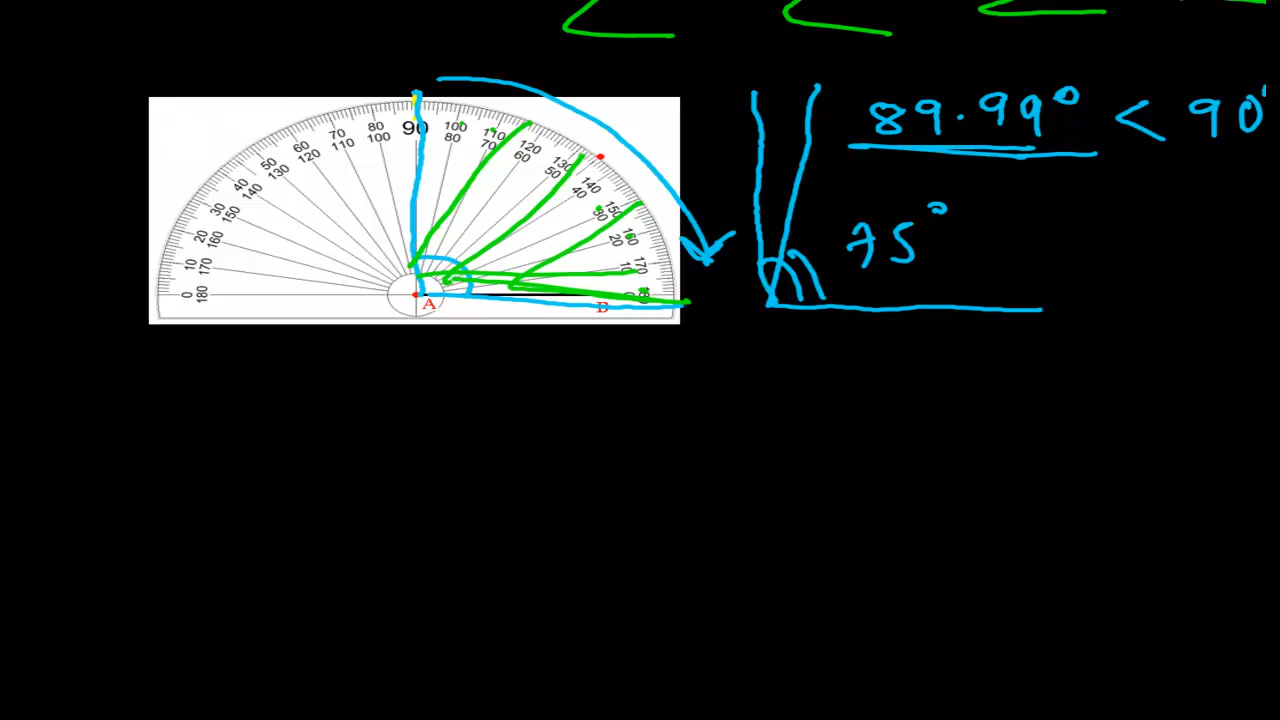 89.99° < 90°
75°
90
80 100 100 80
70 110 110 70
60 120 120 60
50 130 130 50
40 140 140 40
30 150 150 30
20 160 160 20
10 170 170 10
0 180 180 0
A B